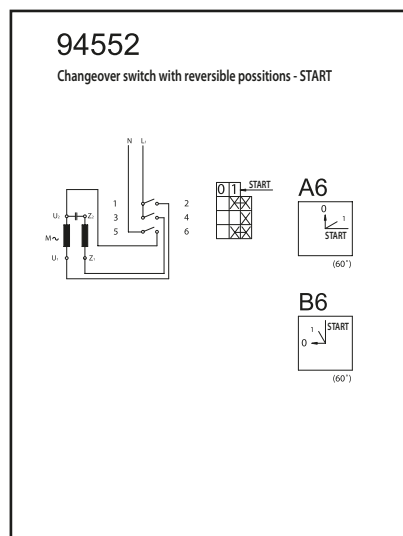 94552
Changeover switch with reversible possitions - START
N L₁
1 2
U₂ Z₂ 3 4
M~ 5 6
U₁ Z₁
0 1 START
A6
0
1
START
(60°)
B6
1 START
0
(60°)